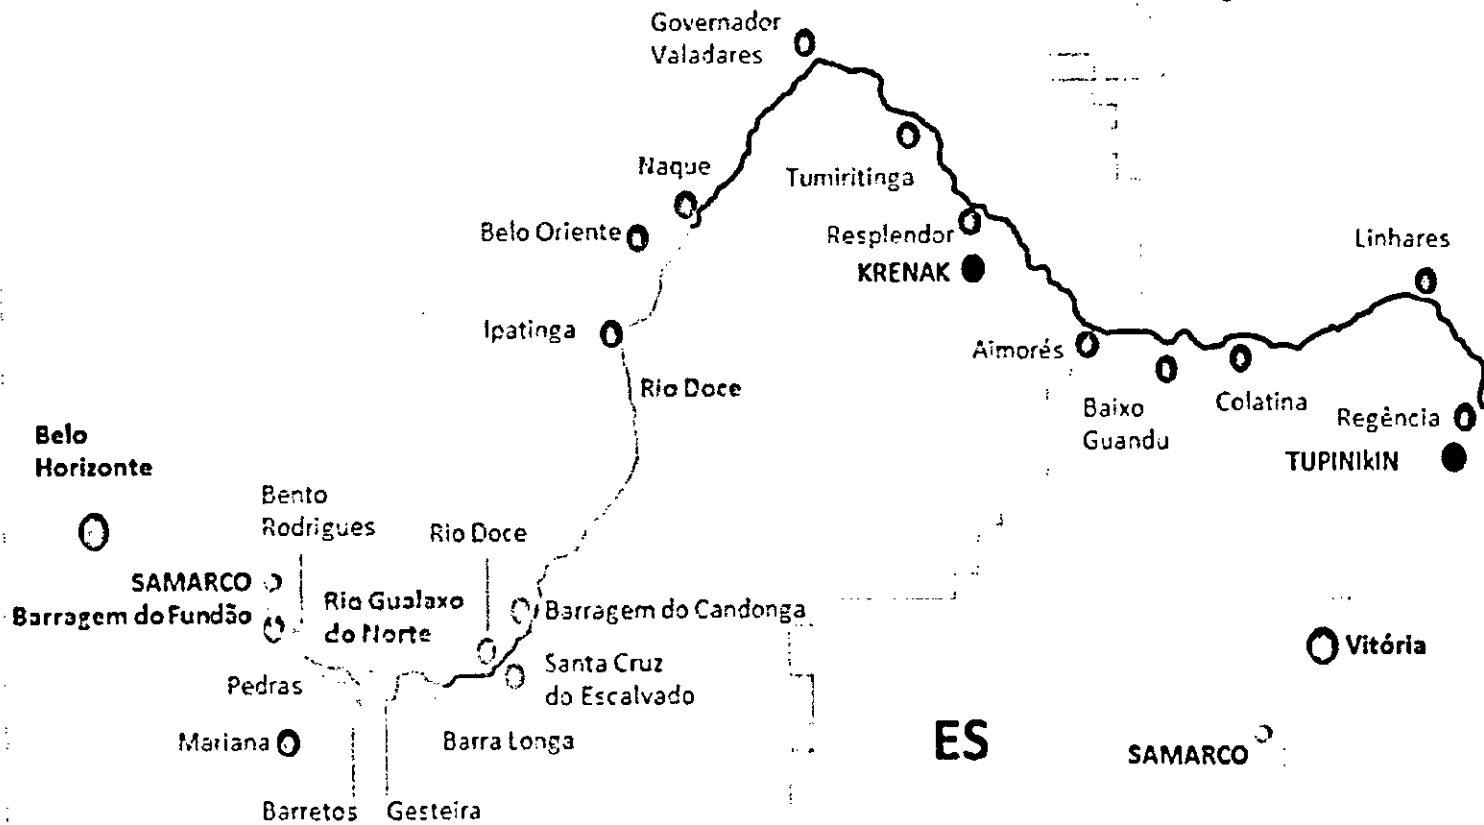 Governador
Valadares
Naque
Tumiritinga
Belo Oriente
Resplendor
KRENAK
Linhares
Ipatinga
Aimorés
Rio Doce
Baixo
Guandu
Colatina
Regência
TUPINIkIN
Belo
Horizonte
Bento
Rodrigues
Rio Doce
SAMARCO
Barragem do Fundão
Rio Gualaxo
do Norte
Barragem do Candonga
Vitória
Santa Cruz
do Escalvado
Pedras
Mariana
Barra Longa
ES
SAMARCO
Barretos
Gesteira